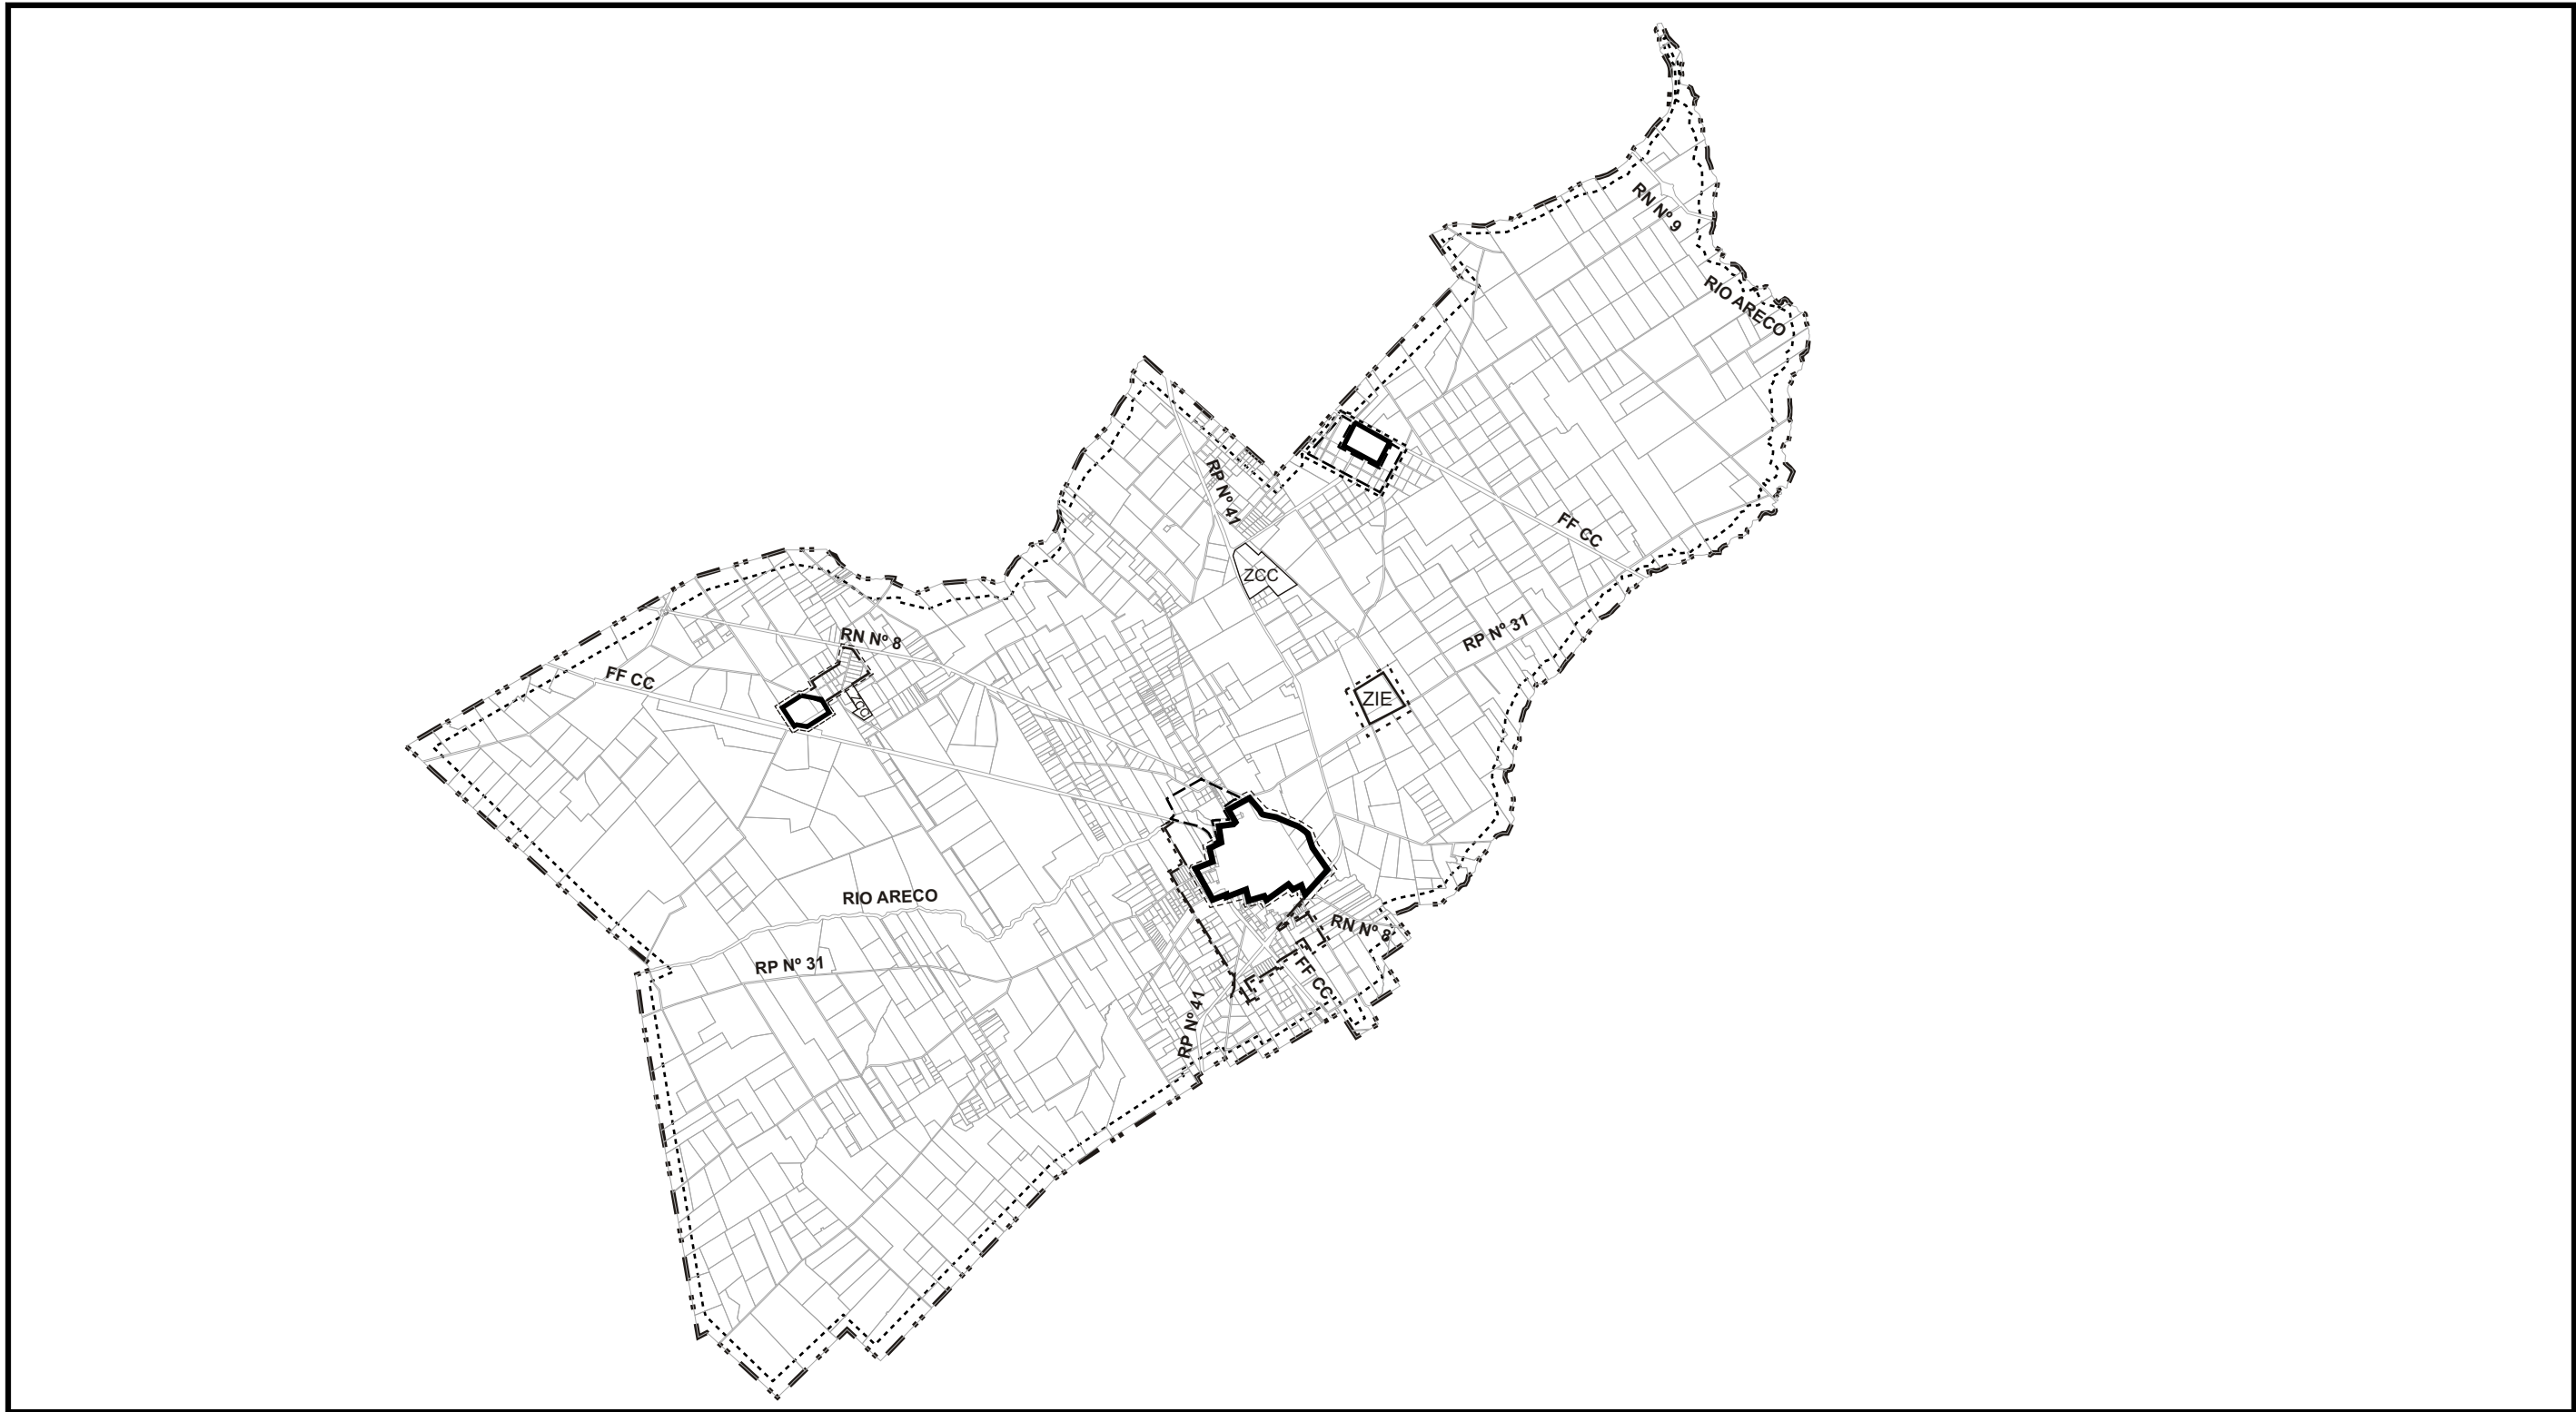 RN Nº 9
RIO ARECO
RP Nº 41
FF CC
ZCC
RP Nº 31
RN Nº 8
FF CC
ZIE
RIO ARECO
RN Nº 8
RP Nº 31
FF CC
RP Nº 41